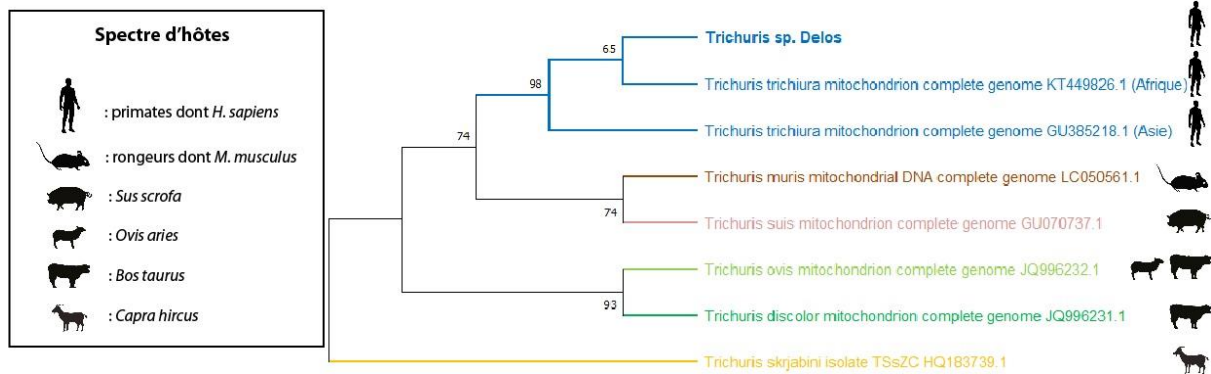 Spectre d'hôtes
: primates dont H. sapiens
: rongeurs dont M. musculus
: Sus scrofa
: Ovis aries
: Bos taurus
: Capra hircus
65
98
74
74
93
Trichuris sp. Delos
Trichuris trichiura mitochondrion complete genome KT449826.1 (Afrique)
Trichuris trichiura mitochondrion complete genome GU385218.1 (Asie)
Trichuris muris mitochondrial DNA complete genome LC050561.1
Trichuris suis mitochondrion complete genome GU070737.1
Trichuris ovis mitochondrion complete genome JQ996232.1
Trichuris discolor mitochondrion complete genome JQ996231.1
Trichuris skrjabini isolate TSsZC HQ183739.1